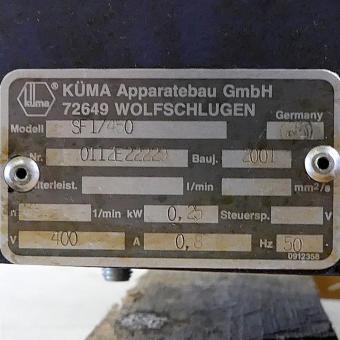 küma KÜMA Apparatebau GmbH
72649 WOLFSCHLUGEN
Modell SF1/450 Germany
Nr. 0112E22223 Bauj. 2001
l/min mm²/s
n 1/min kW 0,25 Steuersp. V
V 400 A 0,8 Hz 50
0912358